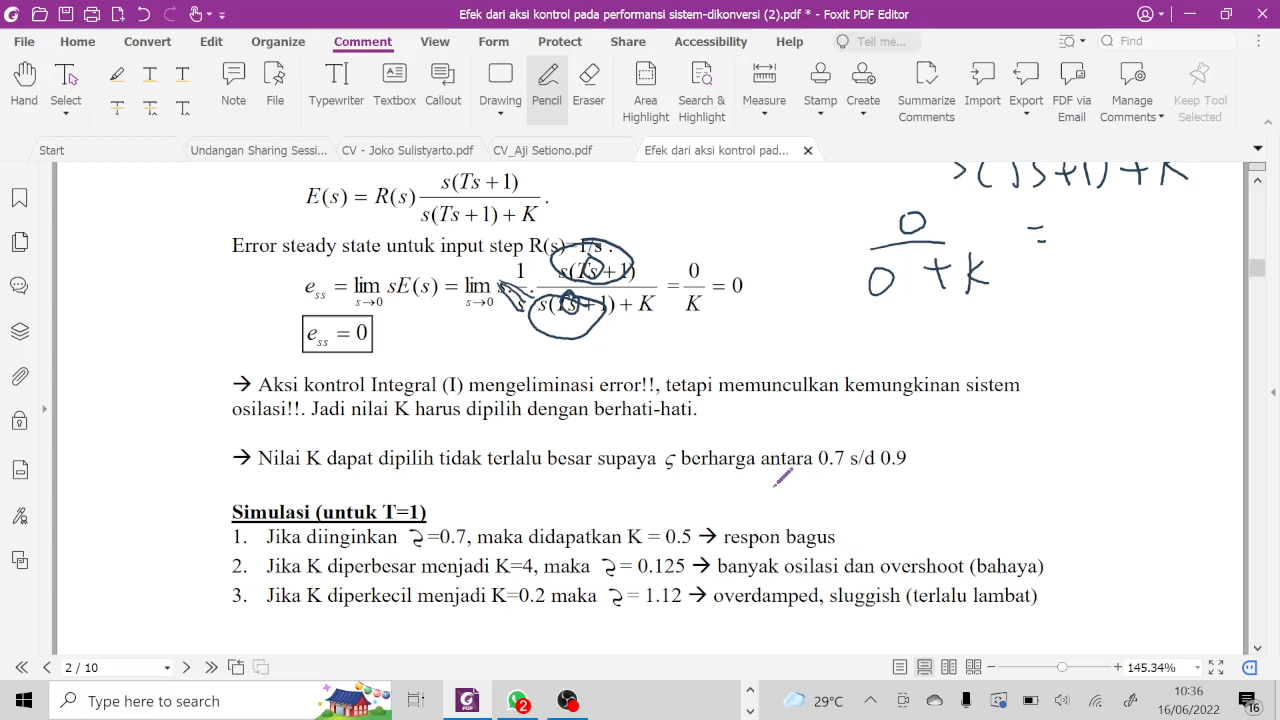 Efek dari aksi kontrol pada performansi sistem-dikonversi (2).pdf * - Foxit PDF Editor
File Home Convert Edit Organize Comment View Form Protect Share Accessibility Help Tell me... Find
Hand Select Note File Typewriter Textbox Callout Drawing Pencil Eraser Area Highlight Search & Highlight Measure Stamp Create Summarize Comments Import Export FDF via Email Manage Comments Keep Tool Selected
Start Undangan Sharing Sessi... CV - Joko Sulistyarto.pdf CV_Aji Setiono.pdf Efek dari aksi kontrol pad...
s(Ts+1)+K
E(s) = R(s) s(Ts+1) / s(Ts+1)+K .
0 / 0 + K =
Error steady state untuk input step R(s)=1/s .
e_ss = lim s→0 sE(s) = lim s→0 s. 1/s . s(Ts+1) / s(Ts+1)+K = 0/K = 0
0
0
e_ss = 0
→ Aksi kontrol Integral (I) mengeliminasi error!!, tetapi memunculkan kemungkinan sistem
osilasi!!. Jadi nilai K harus dipilih dengan berhati-hati.
→ Nilai K dapat dipilih tidak terlalu besar supaya ς berharga antara 0.7 s/d 0.9
Simulasi (untuk T=1)
1. Jika diinginkan ς=0.7, maka didapatkan K = 0.5 → respon bagus
2. Jika K diperbesar menjadi K=4, maka ς= 0.125 → banyak osilasi dan overshoot (bahaya)
3. Jika K diperkecil menjadi K=0.2 maka ς= 1.12 → overdamped, sluggish (terlalu lambat)
2 / 10 145.34%
Type here to search 2 29°C 10:36
16/06/2022 16